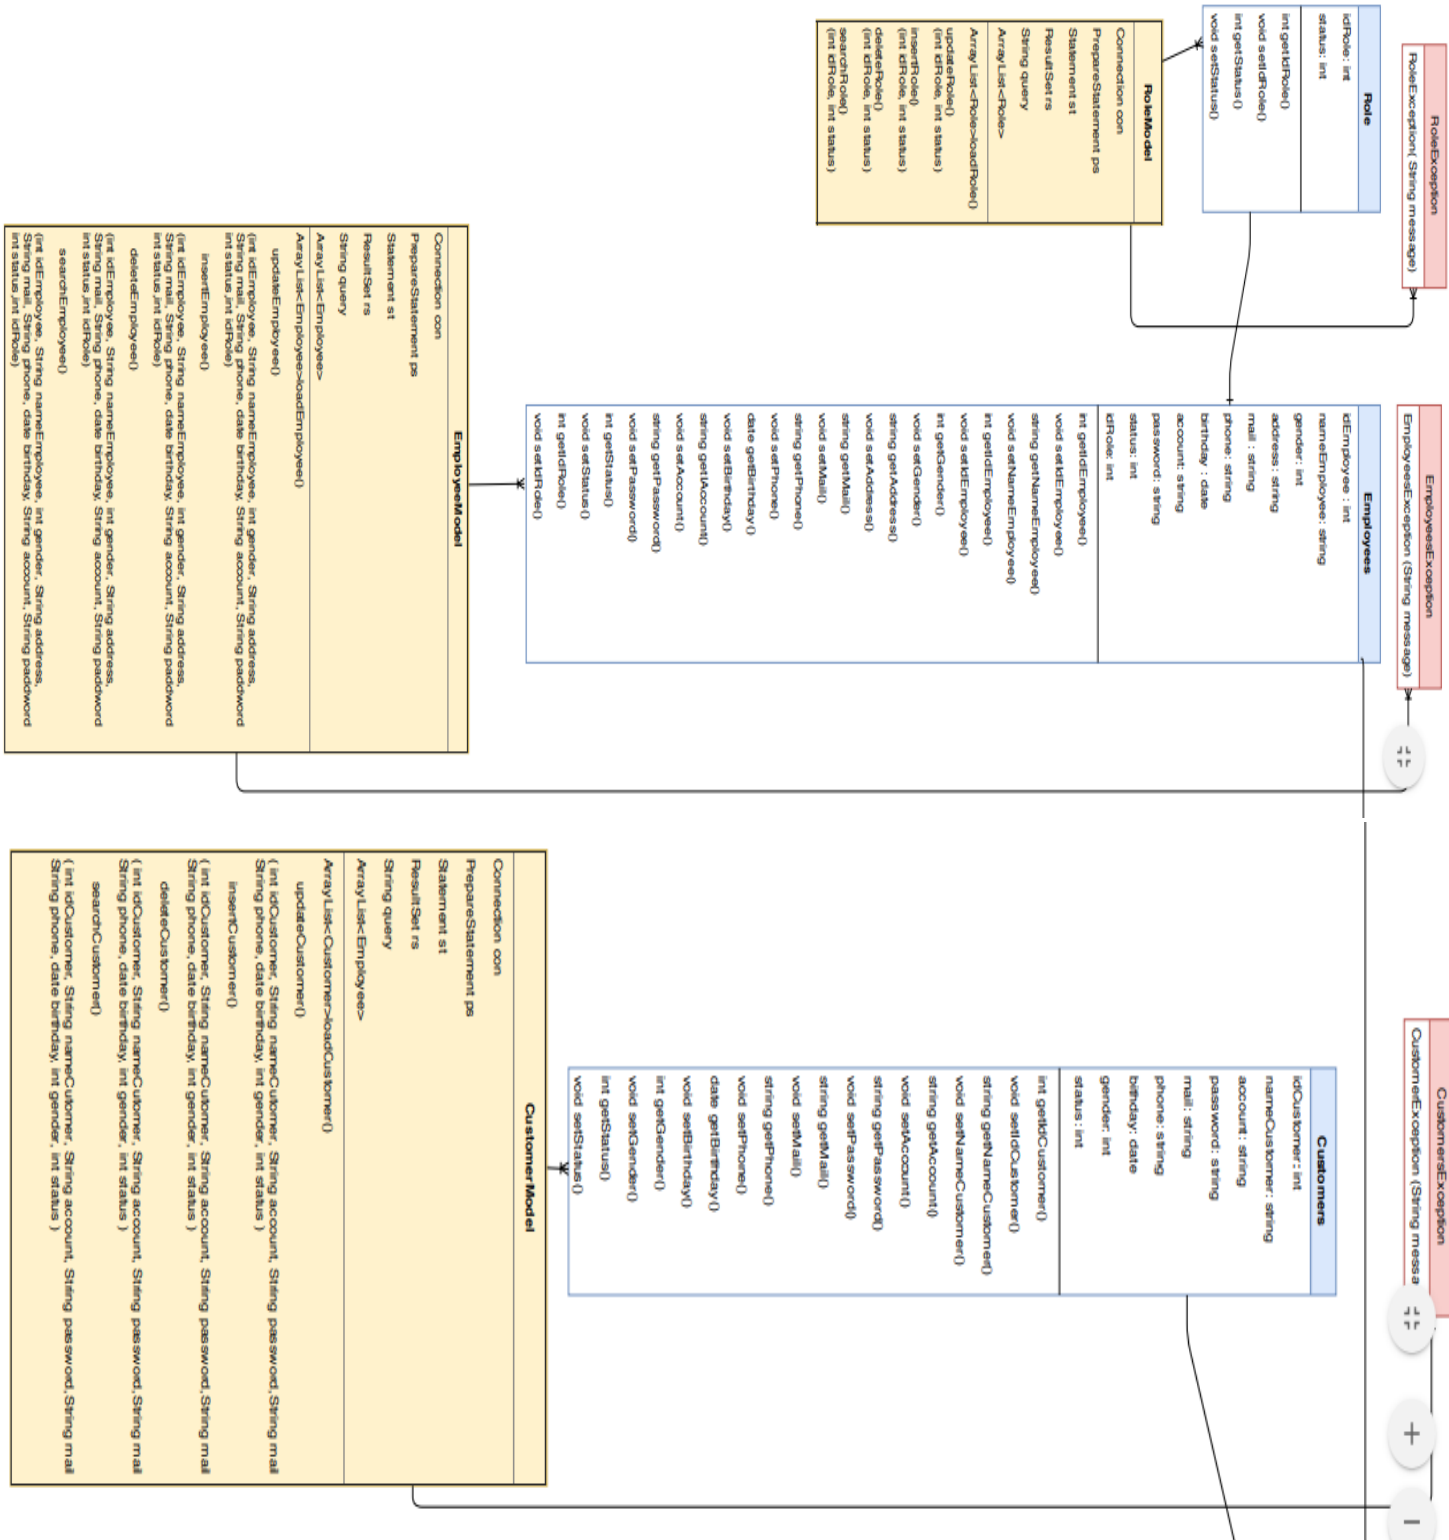 RoleException
RoleException( String message)
Role
idRole: int
status: int
int getIdRole()
void setIdRole()
int getStatus()
void setStatus()
RoleModel
Connection con
PrepareStatement ps
Statement st
ResultSet rs
String query
ArrayList<Role>
ArrayList<Role>loadRole()
updateRole()
(int idRole, int status)
insertRole()
(int idRole, int status)
deleteRole()
(int idRole, int status)
searchRole()
(int idRole, int status)
EmployeesException
EmployeesException (String message)
Employees
idEmployee : int
nameEmployee: string
gender: int
address: string
mail : string
phone: string
birthday : date
account: string
password: string
status: int
idRole: int
int getIdEmployee()
void setIdEmployee()
string getNameEmployee()
void setNameEmployee()
int getIdEmployee()
void setIdEmployee()
int getGender()
void setGender()
string getAddress()
void setAddress()
string getMail()
void setMail()
string getPhone()
void setPhone()
date getBirthday()
void setBirthday()
string getAccount()
void setAccount()
string getPassword()
void setPassword()
int getStatus()
void setStatus()
int getIdRole()
void setIdRole()
EmployeeModel
Connection con
PrepareStatement ps
Statement st
ResultSet rs
String query
ArrayList<Employee>
ArrayList<Employee>loadEmployee()
updateEmployee()
(int idEmployee, String nameEmployee, int gender, String address,
String mail, String phone, date birthday, String account, String paddword
int status,int idRole)
insertEmployee()
(int idEmployee, String nameEmployee, int gender, String address,
String mail, String phone, date birthday, String account, String paddword
int status,int idRole)
deleteEmployee()
(int idEmployee, String nameEmployee, int gender, String address,
String mail, String phone, date birthday, String account, String paddword
int status,int idRole)
searchEmployee()
(int idEmployee, String nameEmployee, int gender, String address,
String mail, String phone, date birthday, String account, String paddword
int status,int idRole)
CustomersException
CustomerException (String messa
Customers
idCustomer: int
nameCustomer: string
account: string
password: string
mail: string
phone: string
bithday: date
gender: int
status: int
int getIdCustomer()
void setIdCustomer()
string getNameCustomer()
void setNameCustomer()
string getAccount()
void setAccount()
string getPassword()
void setPassword()
string getMail()
void setMail()
string getPhone()
void setPhone()
date getBirthday()
void setBirthday()
int getGender()
void setGender()
int getStatus()
void setStatus()
CustomerModel
Connection con
PrepareStatement ps
Statement st
ResultSet rs
String query
ArrayList<Employee>
ArrayList<Customer>loadCustomer()
updateCustomer()
( int idCustomer, String nameCutomer, String account, String password,String mail
String phone, date birthday, int gender, int status )
insertCustomer()
( int idCustomer, String nameCutomer, String account, String password,String mail
String phone, date birthday, int gender, int status )
deleteCustomer()
( int idCustomer, String nameCutomer, String account, String password,String mail
String phone, date birthday, int gender, int status )
searchCustomer()
( int idCustomer, String nameCutomer, String account, String password,String mail
String phone, date birthday, int gender, int status )